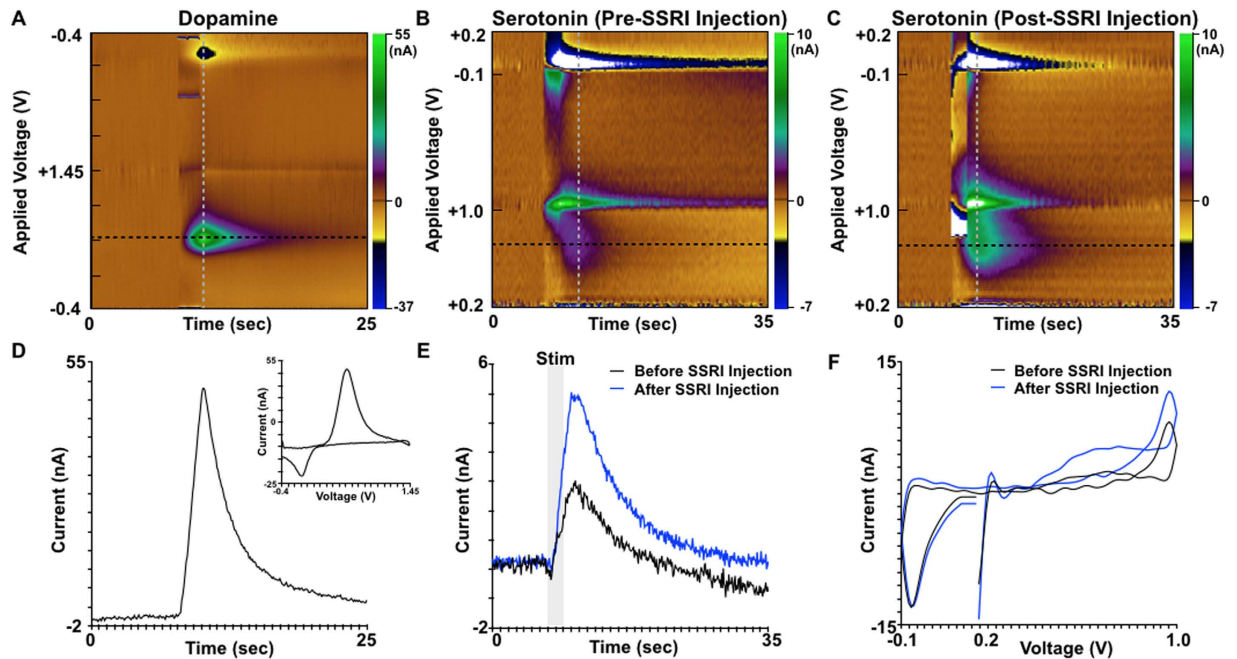 A
Dopamine
-0.4
+1.45
-0.4
Applied Voltage (V)
0
Time (sec)
25
55
(nA)
0
-37
B
Serotonin (Pre-SSRI Injection)
+0.2
-0.1
+1.0
+0.2
Applied Voltage (V)
0
Time (sec)
35
10
(nA)
0
-7
C
Serotonin (Post-SSRI Injection)
+0.2
-0.1
+1.0
+0.2
Applied Voltage (V)
0
Time (sec)
35
10
(nA)
0
-7
D
55
-2
Current (nA)
0
Time (sec)
25
55
0
-25
Current (nA)
-0.4
Voltage (V)
1.45
E
Stim
Before SSRI Injection
After SSRI Injection
6
2
-2
Current (nA)
0
Time (sec)
35
F
Before SSRI Injection
After SSRI Injection
15
-15
Current (nA)
-0.1
0.2
Voltage (V)
1.0